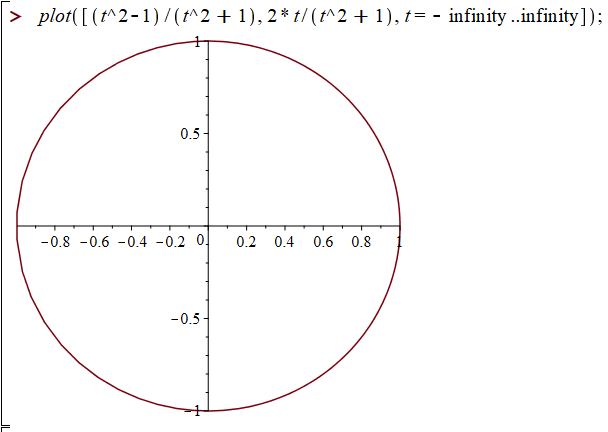 > plot([(t^2-1)/(t^2 + 1), 2*t/(t^2 + 1), t = - infinity ..infinity]);
1
0.5
-0.8 -0.6 -0.4 -0.2 0. 0.2 0.4 0.6 0.8 1
-0.5
-1